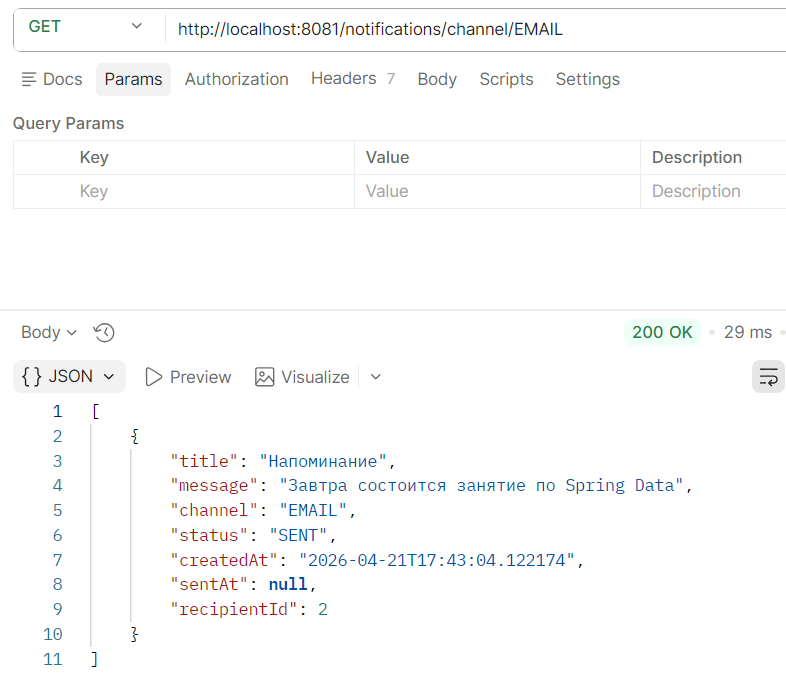 GET http://localhost:8081/notifications/channel/EMAIL
Docs Params Authorization Headers 7 Body Scripts Settings
Query Params
Key Value Description
Key Value Description
Body 200 OK 29 ms
{} JSON Preview Visualize
1 [
2 {
3 "title": "Напоминание",
4 "message": "Завтра состоится занятие по Spring Data",
5 "channel": "EMAIL",
6 "status": "SENT",
7 "createdAt": "2026-04-21T17:43:04.122174",
8 "sentAt": null,
9 "recipientId": 2
10 }
11 ]